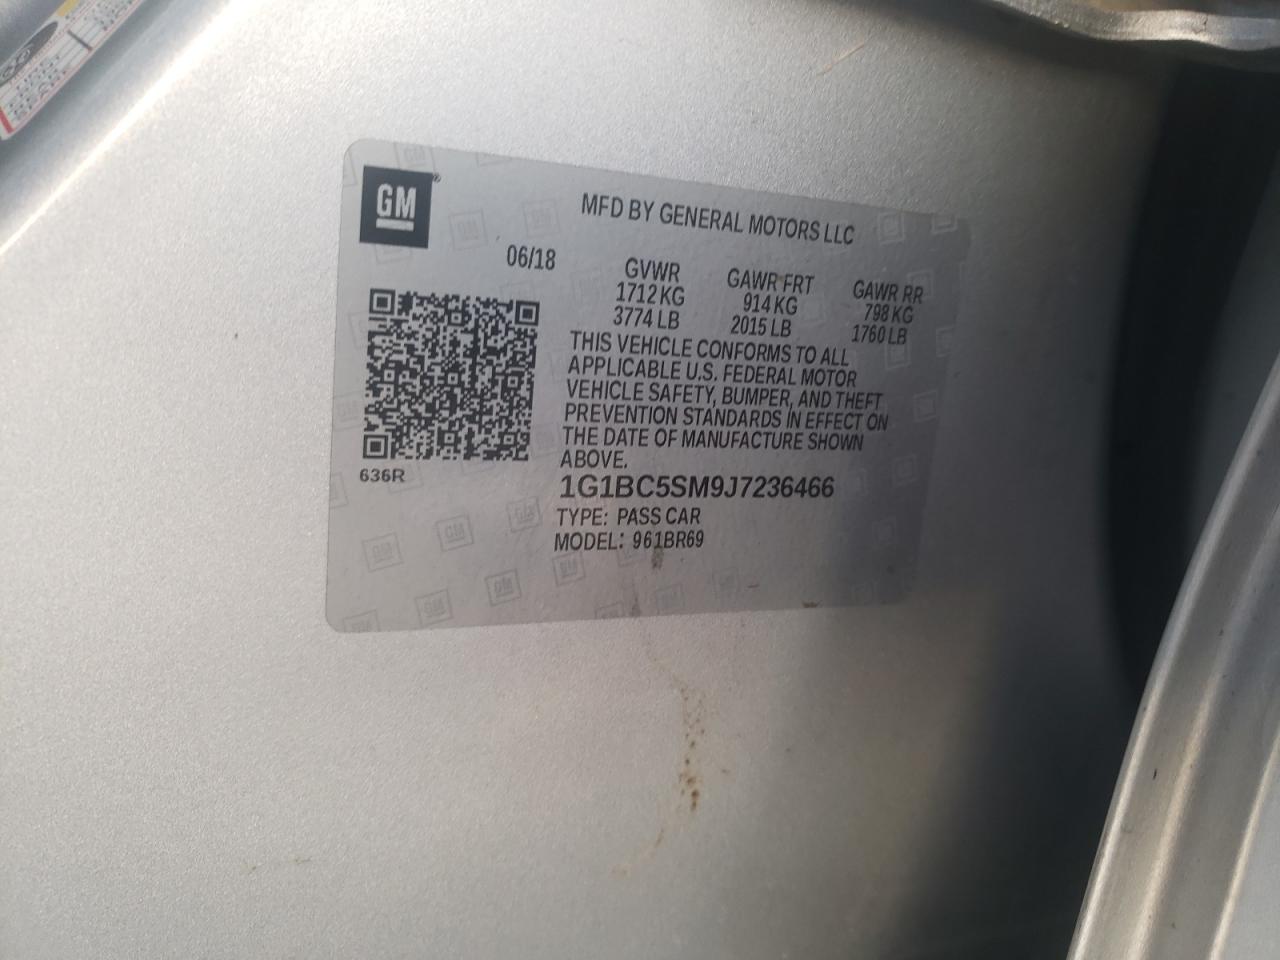 GM
MFD BY GENERAL MOTORS LLC
06/18
GVWR GAWR FRT GAWR RR
1712 KG 914 KG 798 KG
3774 LB 2015 LB 1760 LB
THIS VEHICLE CONFORMS TO ALL
APPLICABLE U.S. FEDERAL MOTOR
VEHICLE SAFETY, BUMPER, AND THEFT
PREVENTION STANDARDS IN EFFECT ON
THE DATE OF MANUFACTURE SHOWN
ABOVE.
636R
1G1BC5SM9J7236466
TYPE: PASS CAR
MODEL: 961BR69